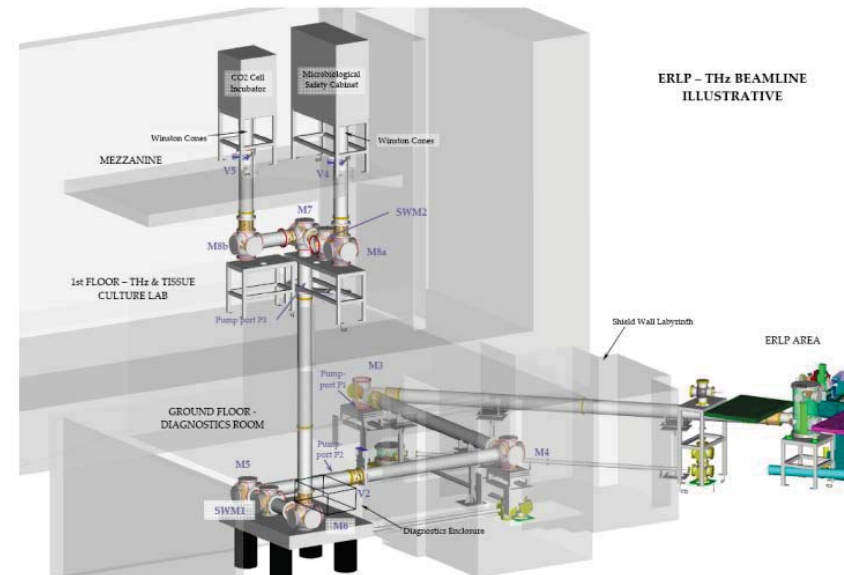 CO2 Cell
Incubator
Microbiological
Safety Cabinet
ERLP – THz BEAMLINE
ILLUSTRATIVE
Winston Cones
Winston Cones
MEZZANINE
V5
V4
M7
SWM2
M8b
M8a
1ST FLOOR – THz & TISSUE
CULTURE LAB
Pump port P3
Shield Wall Labyrinth
ERLP AREA
M3
Pump-
port P1
GROUND FLOOR -
DIAGNOSTICS ROOM
Pump-
port P2
M4
M5
V2
SWM1
M6
Diagnostics Enclosure